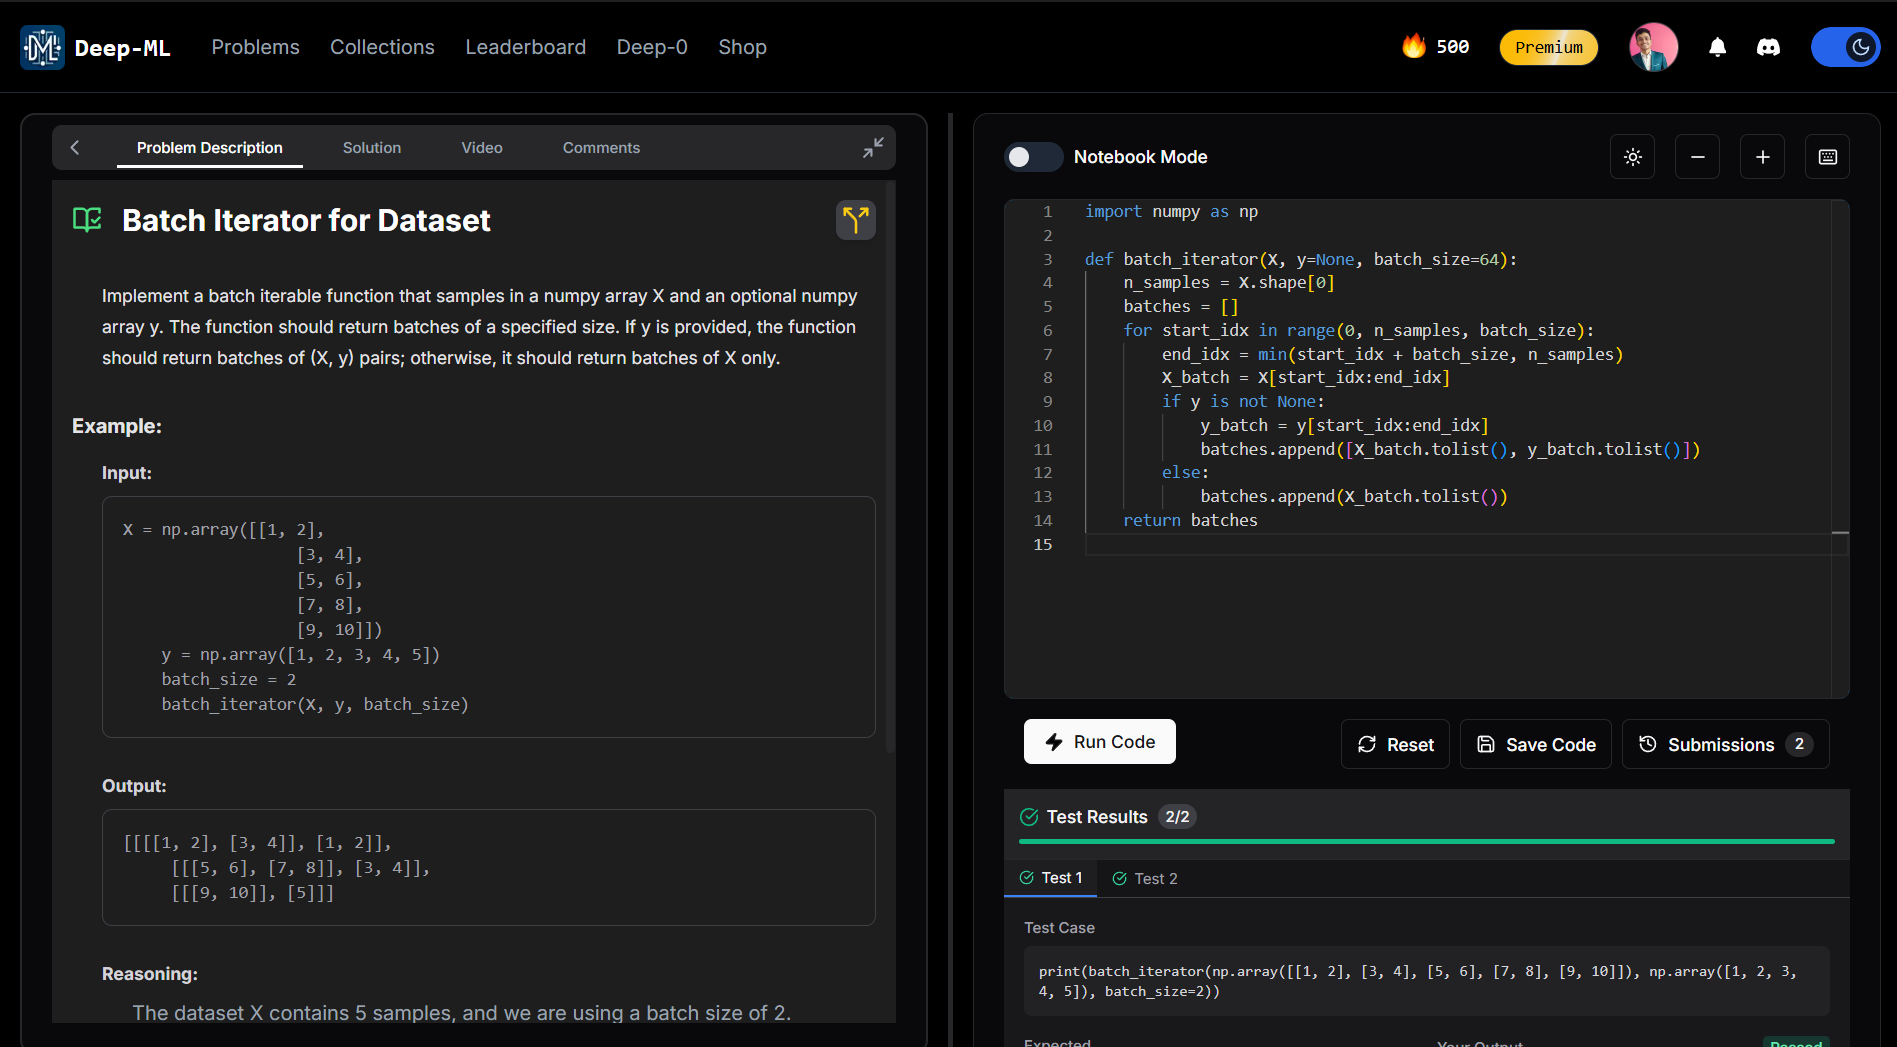 DML
Deep-ML
Problems
Collections
Leaderboard
Deep-0
Shop
500
Premium
Problem Description
Solution
Video
Comments
Batch Iterator for Dataset
Implement a batch iterable function that samples in a numpy array X and an optional numpy
array y. The function should return batches of a specified size. If y is provided, the function
should return batches of (X, y) pairs; otherwise, it should return batches of X only.
Example:
Input:
X = np.array([[1, 2],
                  [3, 4],
                  [5, 6],
                  [7, 8],
                  [9, 10]])
    y = np.array([1, 2, 3, 4, 5])
    batch_size = 2
    batch_iterator(X, y, batch_size)
Output:
[[[[1, 2], [3, 4]], [1, 2]],
     [[[5, 6], [7, 8]], [3, 4]],
     [[[9, 10]], [5]]]
Reasoning:
The dataset X contains 5 samples, and we are using a batch size of 2.
Notebook Mode
1 import numpy as np
2
3 def batch_iterator(X, y=None, batch_size=64):
4     n_samples = X.shape[0]
5     batches = []
6     for start_idx in range(0, n_samples, batch_size):
7         end_idx = min(start_idx + batch_size, n_samples)
8         X_batch = X[start_idx:end_idx]
9         if y is not None:
10             y_batch = y[start_idx:end_idx]
11             batches.append([X_batch.tolist(), y_batch.tolist()])
12         else:
13             batches.append(X_batch.tolist())
14     return batches
15
Run Code
Reset
Save Code
Submissions 2
Test Results 2/2
Test 1
Test 2
Test Case
print(batch_iterator(np.array([[1, 2], [3, 4], [5, 6], [7, 8], [9, 10]]), np.array([1, 2, 3,
4, 5]), batch_size=2))
Expected
Your Output
Passed